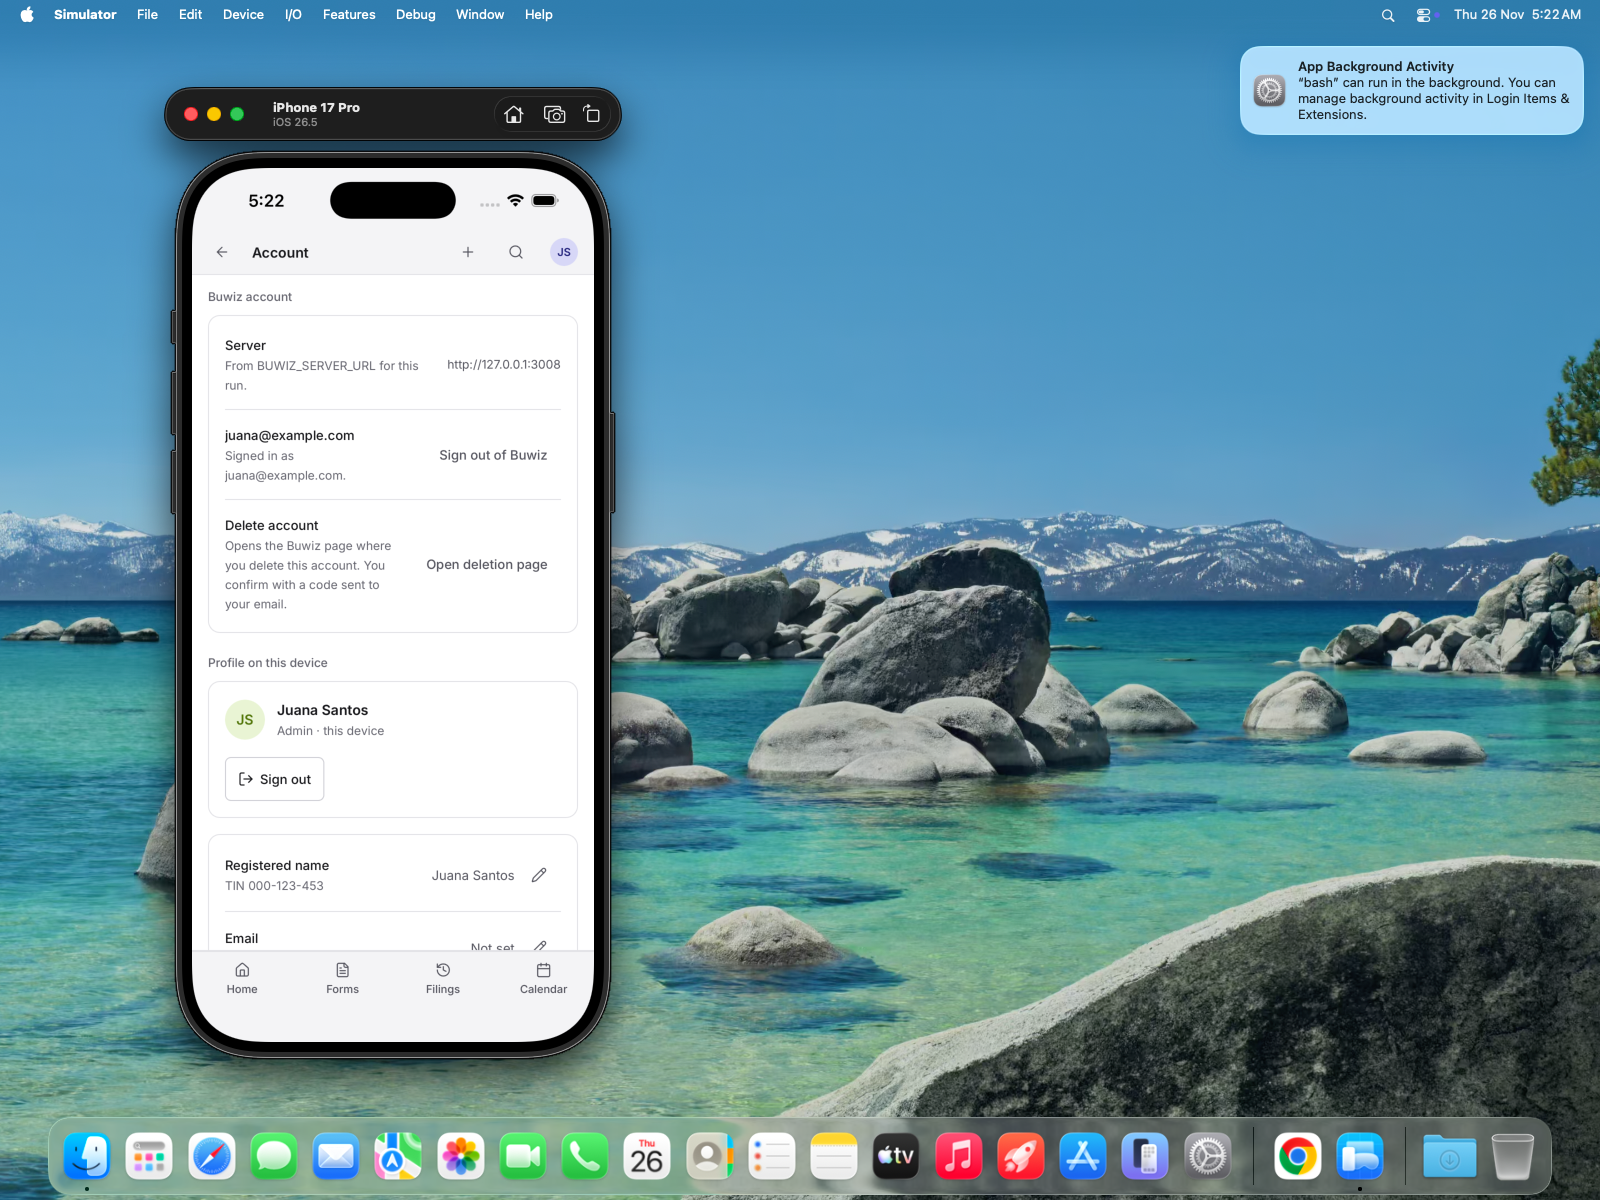 Simulator File Edit Device I/O Features Debug Window Help
Thu 26 Nov 5:22 AM
App Background Activity
“bash” can run in the background. You can
manage background activity in Login Items &
Extensions.
iPhone 17 Pro
iOS 26.5
5:22
Account
JS
Buwiz account
Server
From BUWIZ_SERVER_URL for this
run.
http://127.0.0.1:3008
juana@example.com
Signed in as
juana@example.com.
Sign out of Buwiz
Delete account
Opens the Buwiz page where
you delete this account. You
confirm with a code sent to
your email.
Open deletion page
Profile on this device
JS
Juana Santos
Admin · this device
Sign out
Registered name
TIN 000-123-453
Juana Santos
Email
Not set
Home
Forms
Filings
Calendar
Thu
26
tv